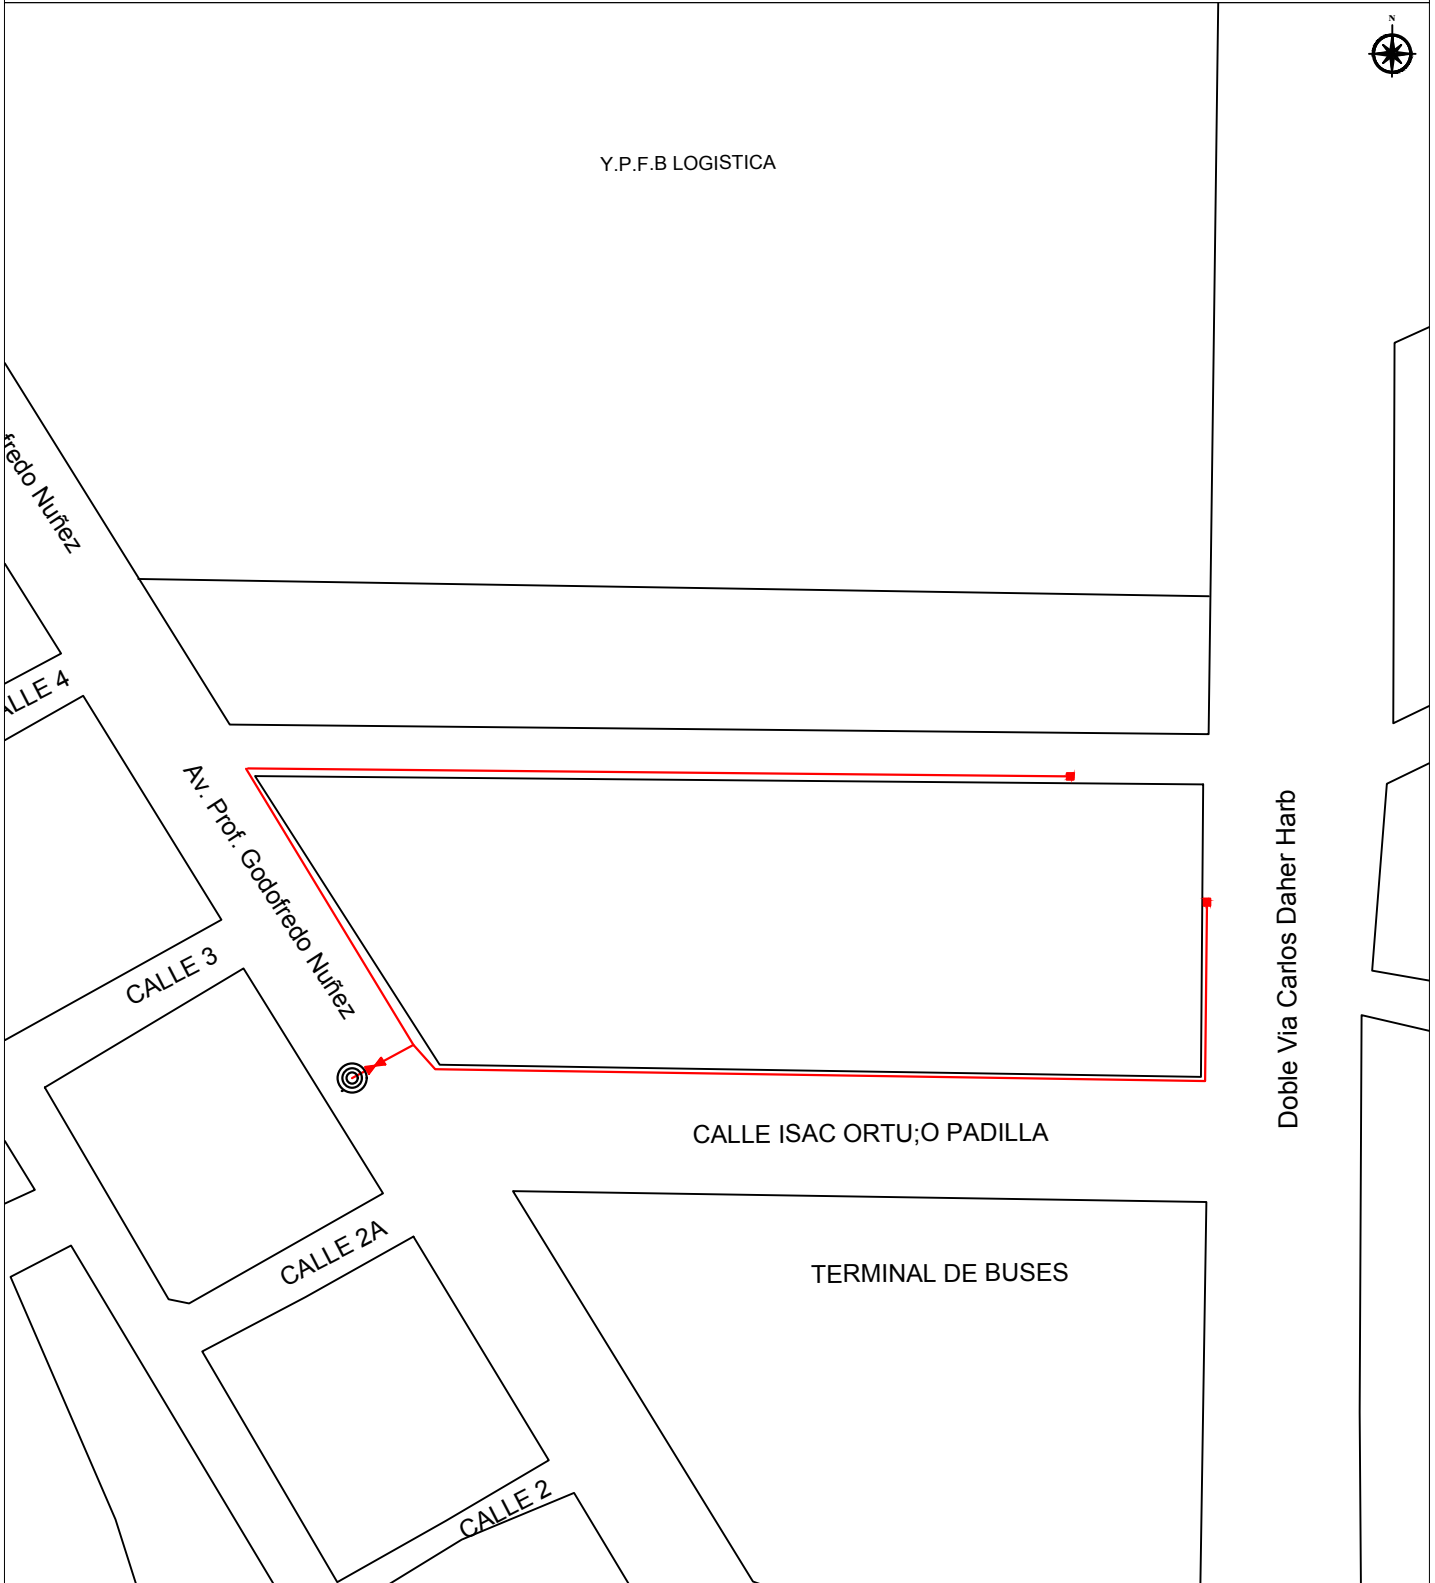 N
Y.P.F.B LOGISTICA
fredo Nuñez
ALLE 4
Av. Prof. Godofredo Nuñez
Doble Via Carlos Daher Harb
CALLE 3
CALLE ISAC ORTU;O PADILLA
CALLE 2A
TERMINAL DE BUSES
CALLE 2